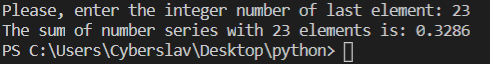 Please, enter the integer number of last element: 23
The sum of number series with 23 elements is: 0.3286
PS C:\Users\Cyberslav\Desktop\python>